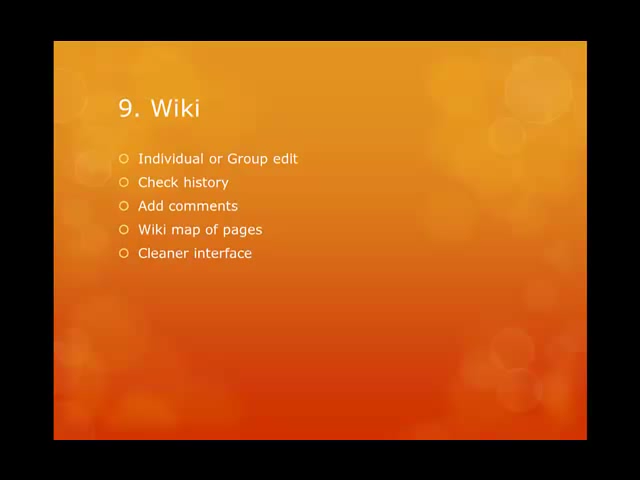 9. Wiki
Individual or Group edit
Check history
Add comments
Wiki map of pages
Cleaner interface